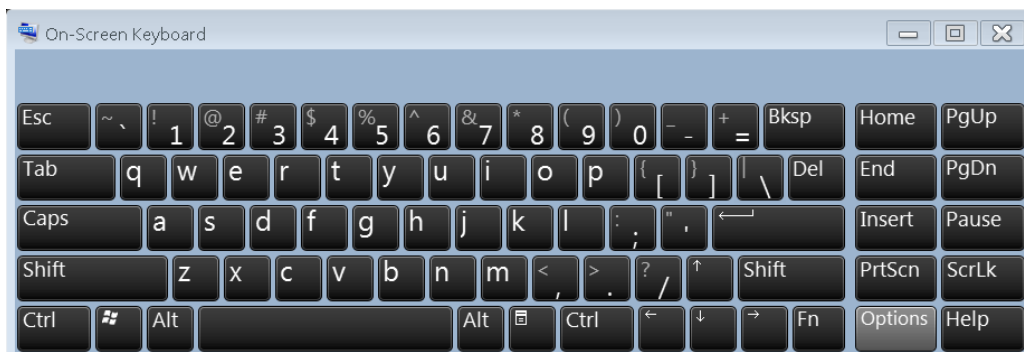 On-Screen Keyboard
Esc ~ ` ! 1 @ 2 # 3 $ 4 % 5 ^ 6 & 7 * 8 ( 9 ) 0 _ - + = Bksp Home PgUp
Tab q w e r t y u i o p { [ } ] | \ Del End PgDn
Caps a s d f g h j k l : ; " ' Insert Pause
Shift z x c v b n m < , > . ? / ↑ Shift PrtScn ScrLk
Ctrl Alt Alt Ctrl ← ↓ → Fn Options Help